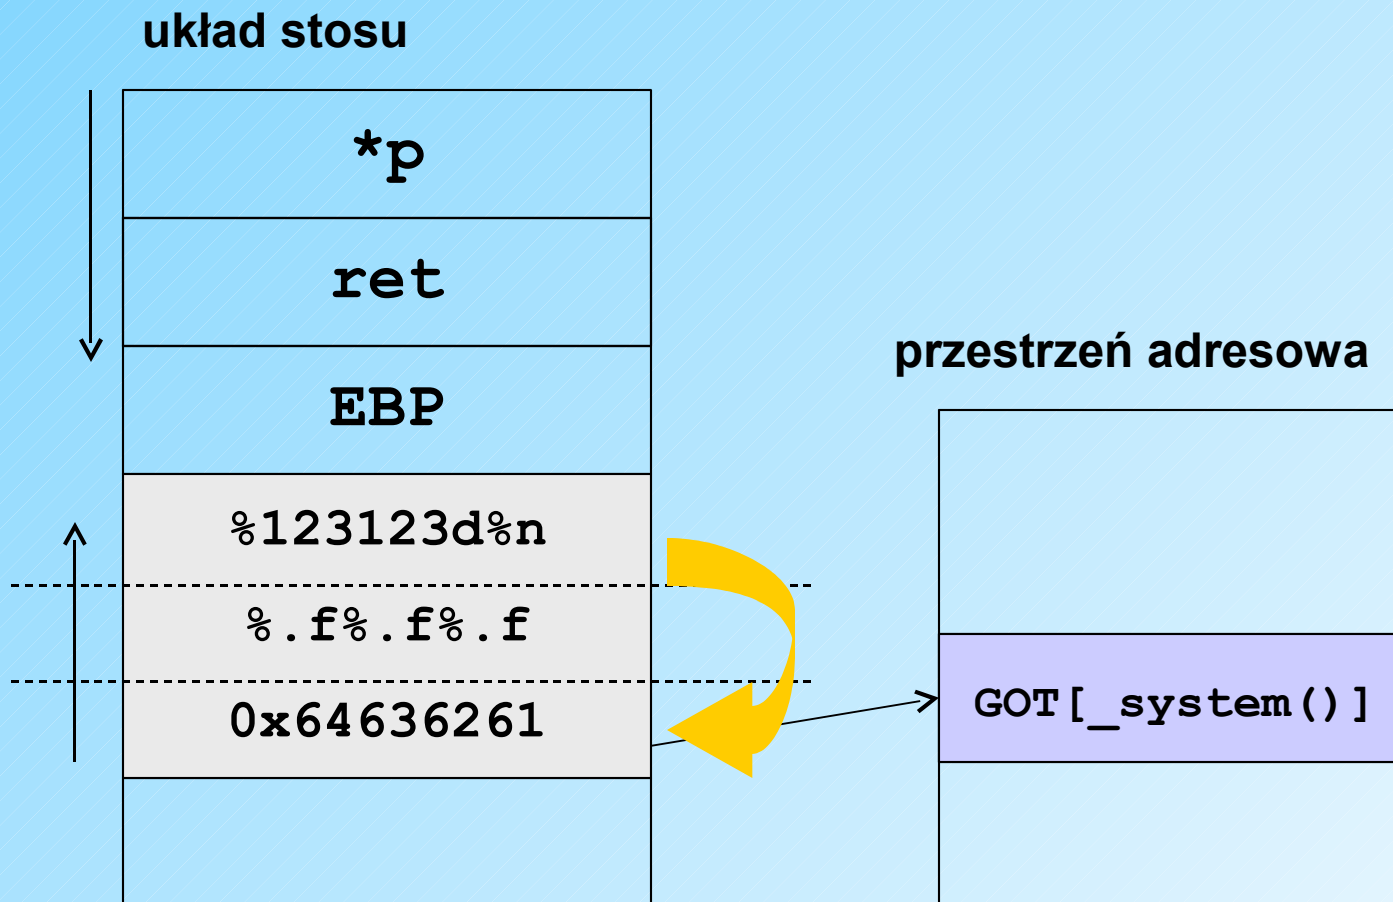 układ stosu
*p
ret
EBP
%123123d%n
%.f%.f%.f
0x64636261
przestrzeń adresowa
GOT[_system()]